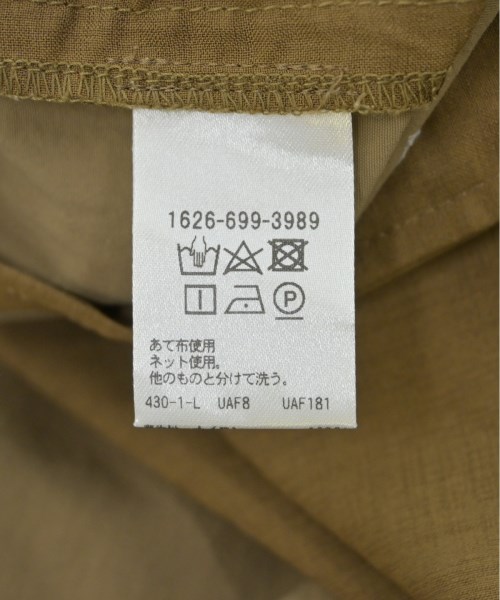 1626-699-3989
P
あて布使用
ネット使用。
他のものと分けて洗う。
430-1-L UAF8 UAF181